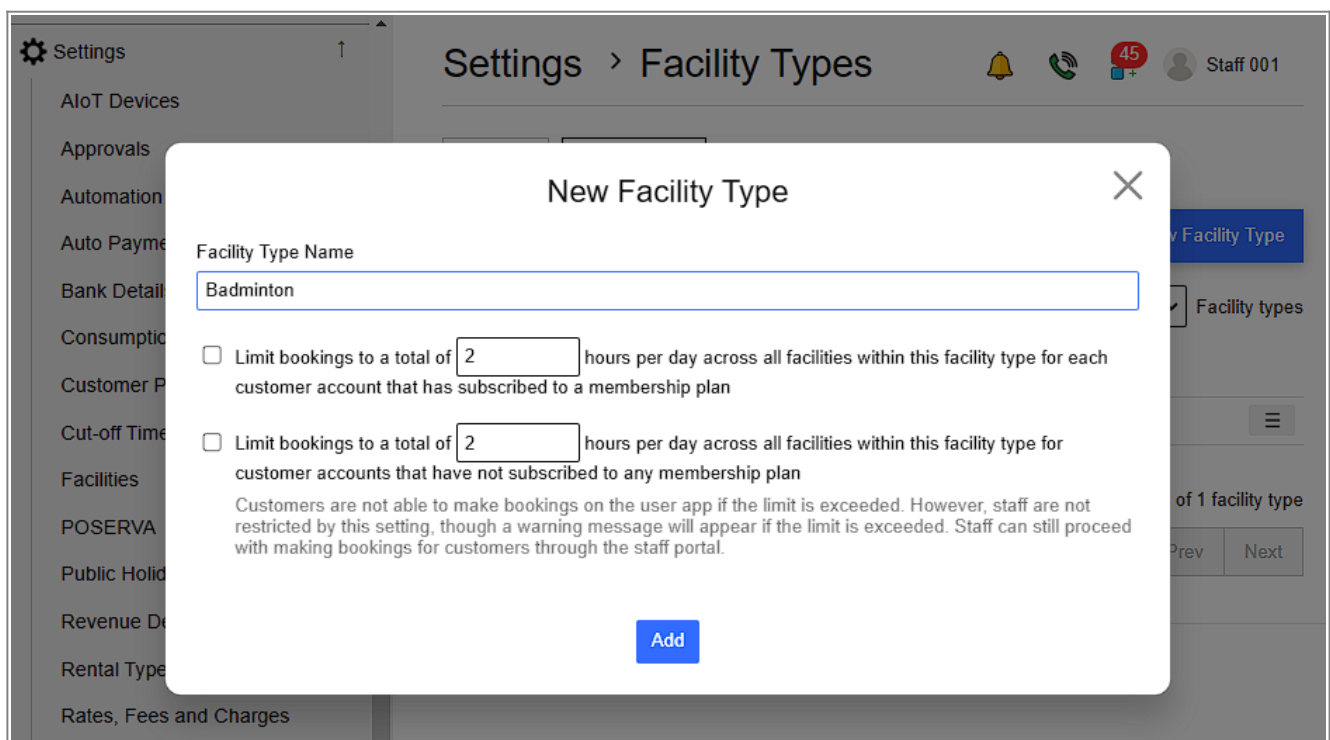 Settings ↑
Settings > Facility Types
45
Staff 001
AIoT Devices
Approvals
Automation
Auto Payme
Bank Detail
Consumptio
Customer P
Cut-off Time
Facilities
POSERVA
Public Holid
Revenue De
Rental Type
Rates, Fees and Charges
New Facility Type
Facility Type Name
Badminton
Limit bookings to a total of 2 hours per day across all facilities within this facility type for each
customer account that has subscribed to a membership plan
Limit bookings to a total of 2 hours per day across all facilities within this facility type for
customer accounts that have not subscribed to any membership plan
Customers are not able to make bookings on the user app if the limit is exceeded. However, staff are not
restricted by this setting, though a warning message will appear if the limit is exceeded. Staff can still proceed
with making bookings for customers through the staff portal.
Add
Facility Type
Facility types
of 1 facility type
Prev Next